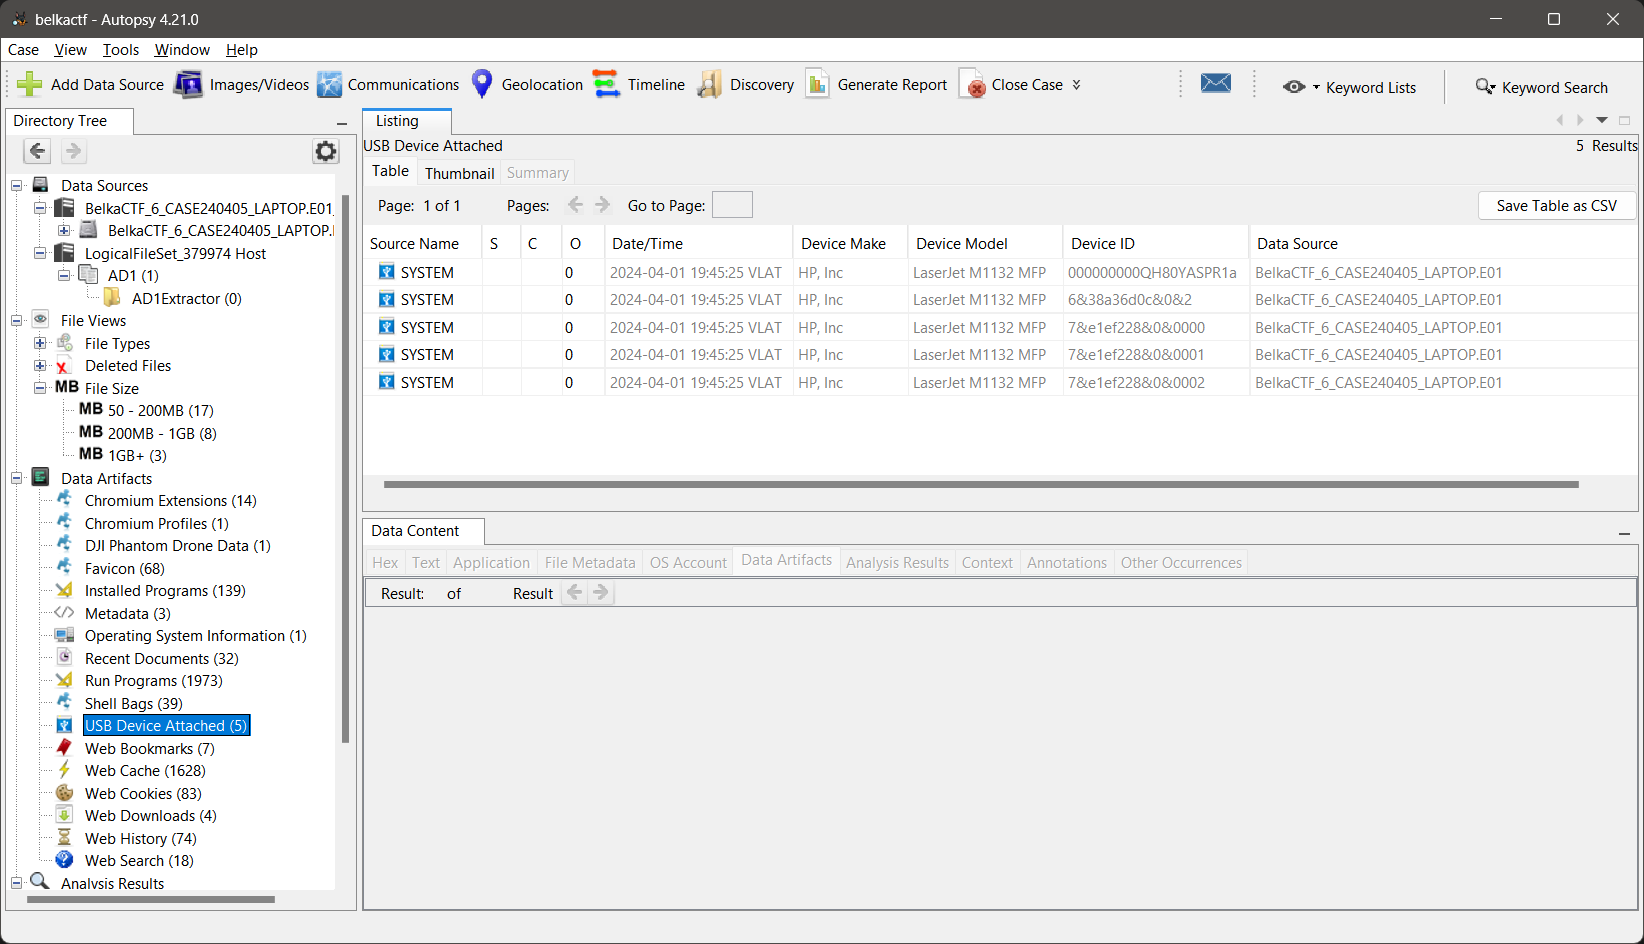 belkactf - Autopsy 4.21.0
Case View Tools Window Help
Add Data Source Images/Videos Communications Geolocation Timeline Discovery Generate Report Close Case Keyword Lists Keyword Search
Directory Tree
Data Sources
BelkaCTF_6_CASE240405_LAPTOP.E01_
BelkaCTF_6_CASE240405_LAPTOP.
LogicalFileSet_379974 Host
AD1 (1)
AD1Extractor (0)
File Views
File Types
Deleted Files
MB File Size
MB 50 - 200MB (17)
MB 200MB - 1GB (8)
MB 1GB+ (3)
Data Artifacts
Chromium Extensions (14)
Chromium Profiles (1)
DJI Phantom Drone Data (1)
Favicon (68)
Installed Programs (139)
Metadata (3)
Operating System Information (1)
Recent Documents (32)
Run Programs (1973)
Shell Bags (39)
USB Device Attached (5)
Web Bookmarks (7)
Web Cache (1628)
Web Cookies (83)
Web Downloads (4)
Web History (74)
Web Search (18)
Analysis Results
Listing
USB Device Attached 5 Results
Table Thumbnail Summary
Page: 1 of 1 Pages: Go to Page: Save Table as CSV
Source Name S C O Date/Time Device Make Device Model Device ID Data Source
SYSTEM 0 2024-04-01 19:45:25 VLAT HP, Inc LaserJet M1132 MFP 000000000QH80YASPR1a BelkaCTF_6_CASE240405_LAPTOP.E01
SYSTEM 0 2024-04-01 19:45:25 VLAT HP, Inc LaserJet M1132 MFP 6&38a36d0c&0&2 BelkaCTF_6_CASE240405_LAPTOP.E01
SYSTEM 0 2024-04-01 19:45:25 VLAT HP, Inc LaserJet M1132 MFP 7&e1ef228&0&0000 BelkaCTF_6_CASE240405_LAPTOP.E01
SYSTEM 0 2024-04-01 19:45:25 VLAT HP, Inc LaserJet M1132 MFP 7&e1ef228&0&0001 BelkaCTF_6_CASE240405_LAPTOP.E01
SYSTEM 0 2024-04-01 19:45:25 VLAT HP, Inc LaserJet M1132 MFP 7&e1ef228&0&0002 BelkaCTF_6_CASE240405_LAPTOP.E01
Data Content
Hex Text Application File Metadata OS Account Data Artifacts Analysis Results Context Annotations Other Occurrences
Result: of Result